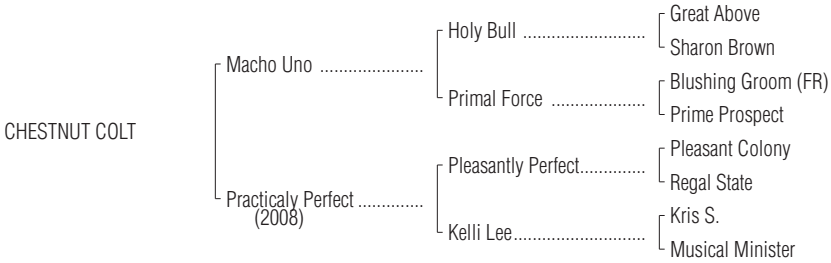 Great Above
Holy Bull ..........................
Sharon Brown
Macho Uno ......................
Blushing Groom (FR)
Primal Force ....................
Prime Prospect
CHESTNUT COLT
Pleasant Colony
Pleasantly Perfect..............
Regal State
Practicaly Perfect ..............
(2008)
Kris S.
Kelli Lee............................
Musical Minister